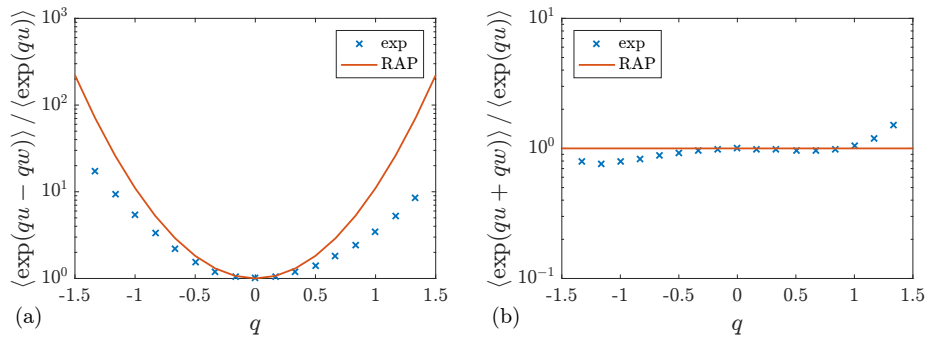 ⟨exp(qu − qw)⟩ / ⟨exp(qu)⟩
10^3
10^2
10^1
10^0
-1.5 -1 -0.5 0 0.5 1 1.5
exp
RAP
(a)
q
⟨exp(qu + qw)⟩ / ⟨exp(qu)⟩
10^1
10^0
10^−1
-1.5 -1 -0.5 0 0.5 1 1.5
exp
RAP
(b)
q